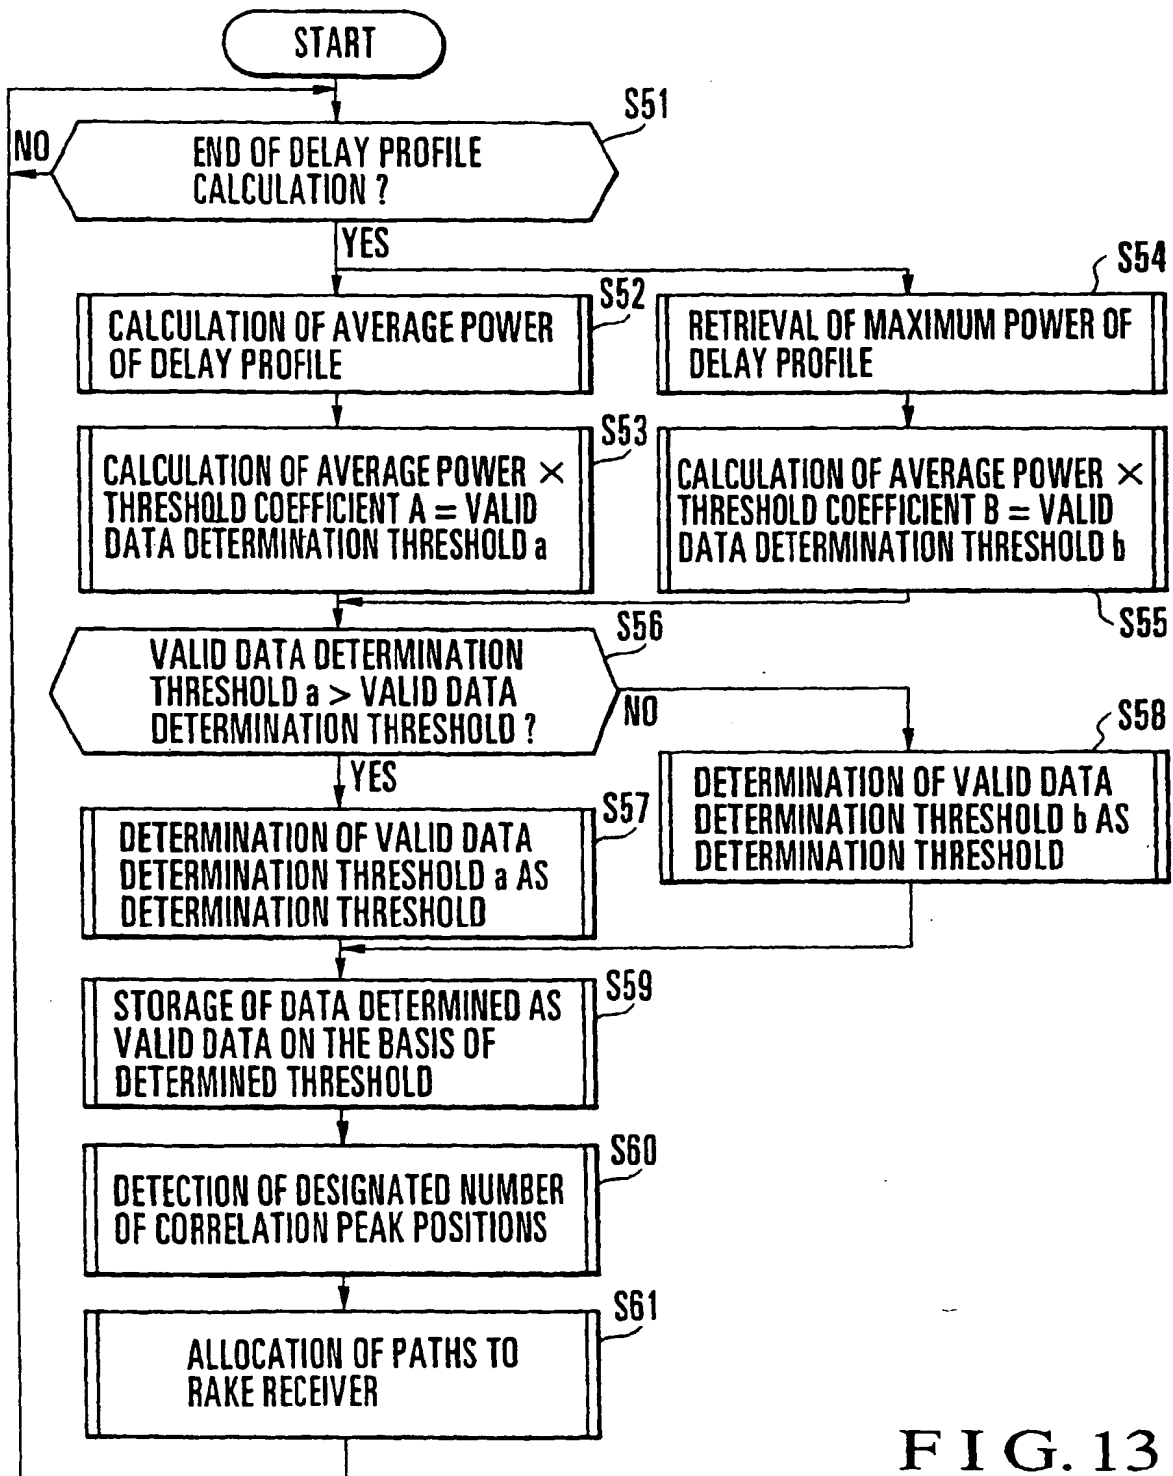 START
S51
NO
END OF DELAY PROFILE
CALCULATION ?
YES
S54
S52
CALCULATION OF AVERAGE POWER
OF DELAY PROFILE
RETRIEVAL OF MAXIMUM POWER OF
DELAY PROFILE
S53
CALCULATION OF AVERAGE POWER ×
THRESHOLD COEFFICIENT A = VALID
DATA DETERMINATION THRESHOLD a
CALCULATION OF AVERAGE POWER ×
THRESHOLD COEFFICIENT B = VALID
DATA DETERMINATION THRESHOLD b
S55
S56
VALID DATA DETERMINATION
THRESHOLD a > VALID DATA
DETERMINATION THRESHOLD ?
NO
YES
S58
DETERMINATION OF VALID DATA
DETERMINATION THRESHOLD b AS
DETERMINATION THRESHOLD
S57
DETERMINATION OF VALID DATA
DETERMINATION THRESHOLD a AS
DETERMINATION THRESHOLD
S59
STORAGE OF DATA DETERMINED AS
VALID DATA ON THE BASIS OF
DETERMINED THRESHOLD
S60
DETECTION OF DESIGNATED NUMBER
OF CORRELATION PEAK POSITIONS
S61
ALLOCATION OF PATHS TO
RAKE RECEIVER
FIG. 13